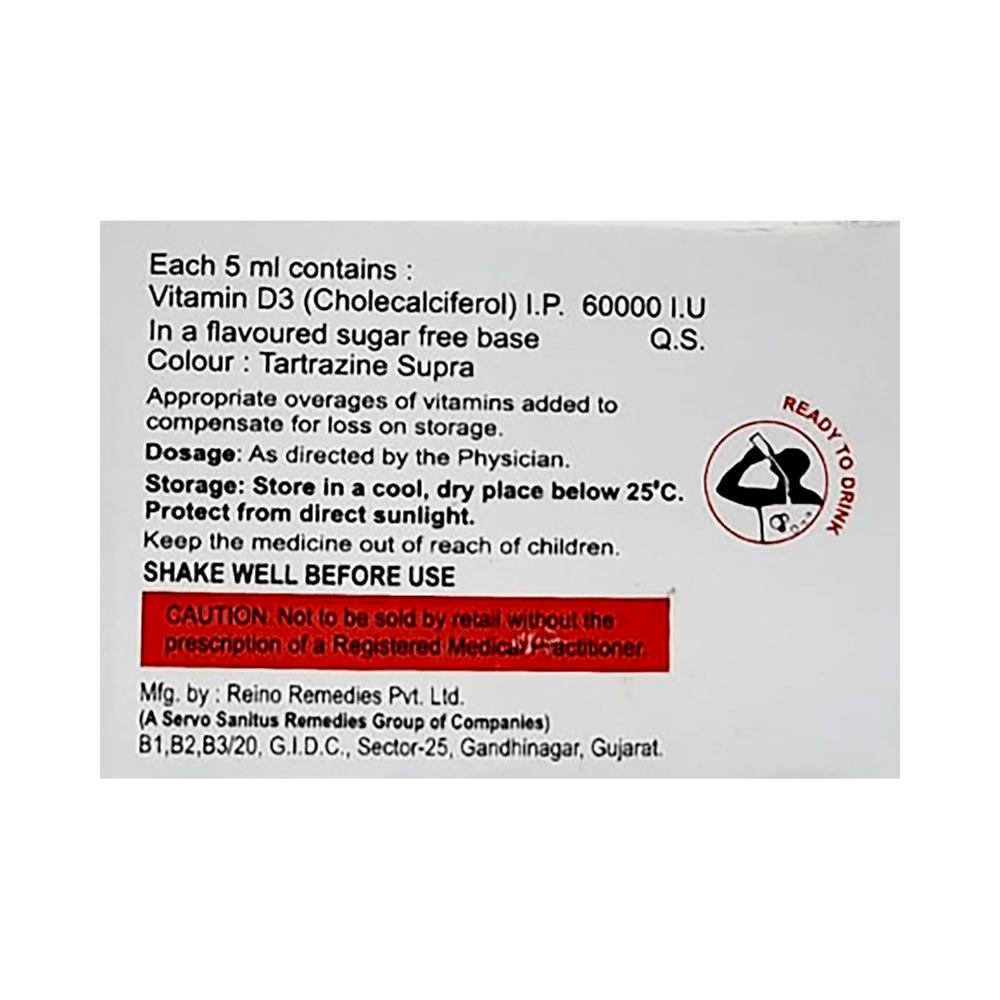 Each 5 ml contains :
Vitamin D3 (Cholecalciferol) I.P. 60000 I.U
In a flavoured sugar free base Q.S.
Colour : Tartrazine Supra
Appropriate overages of vitamins added to
compensate for loss on storage.
Dosage: As directed by the Physician.
Storage: Store in a cool, dry place below 25°C.
Protect from direct sunlight.
Keep the medicine out of reach of children.
SHAKE WELL BEFORE USE
READY TO DRINK
CAUTION: Not to be sold by retail without the
prescription of a Registered Medical Practitioner.
Mfg. by : Reino Remedies Pvt. Ltd.
(A Servo Sanitus Remedies Group of Companies)
B1,B2,B3/20, G.I.D.C., Sector-25, Gandhinagar, Gujarat.